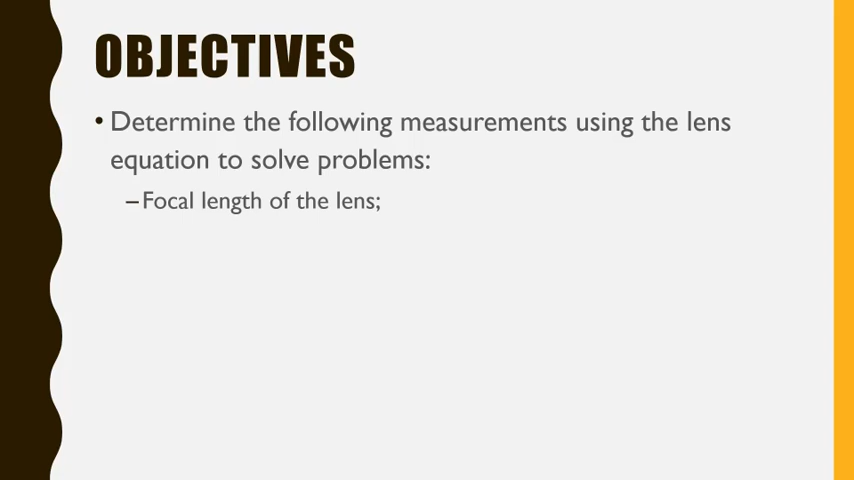 OBJECTIVES
• Determine the following measurements using the lens
equation to solve problems:
–Focal length of the lens;